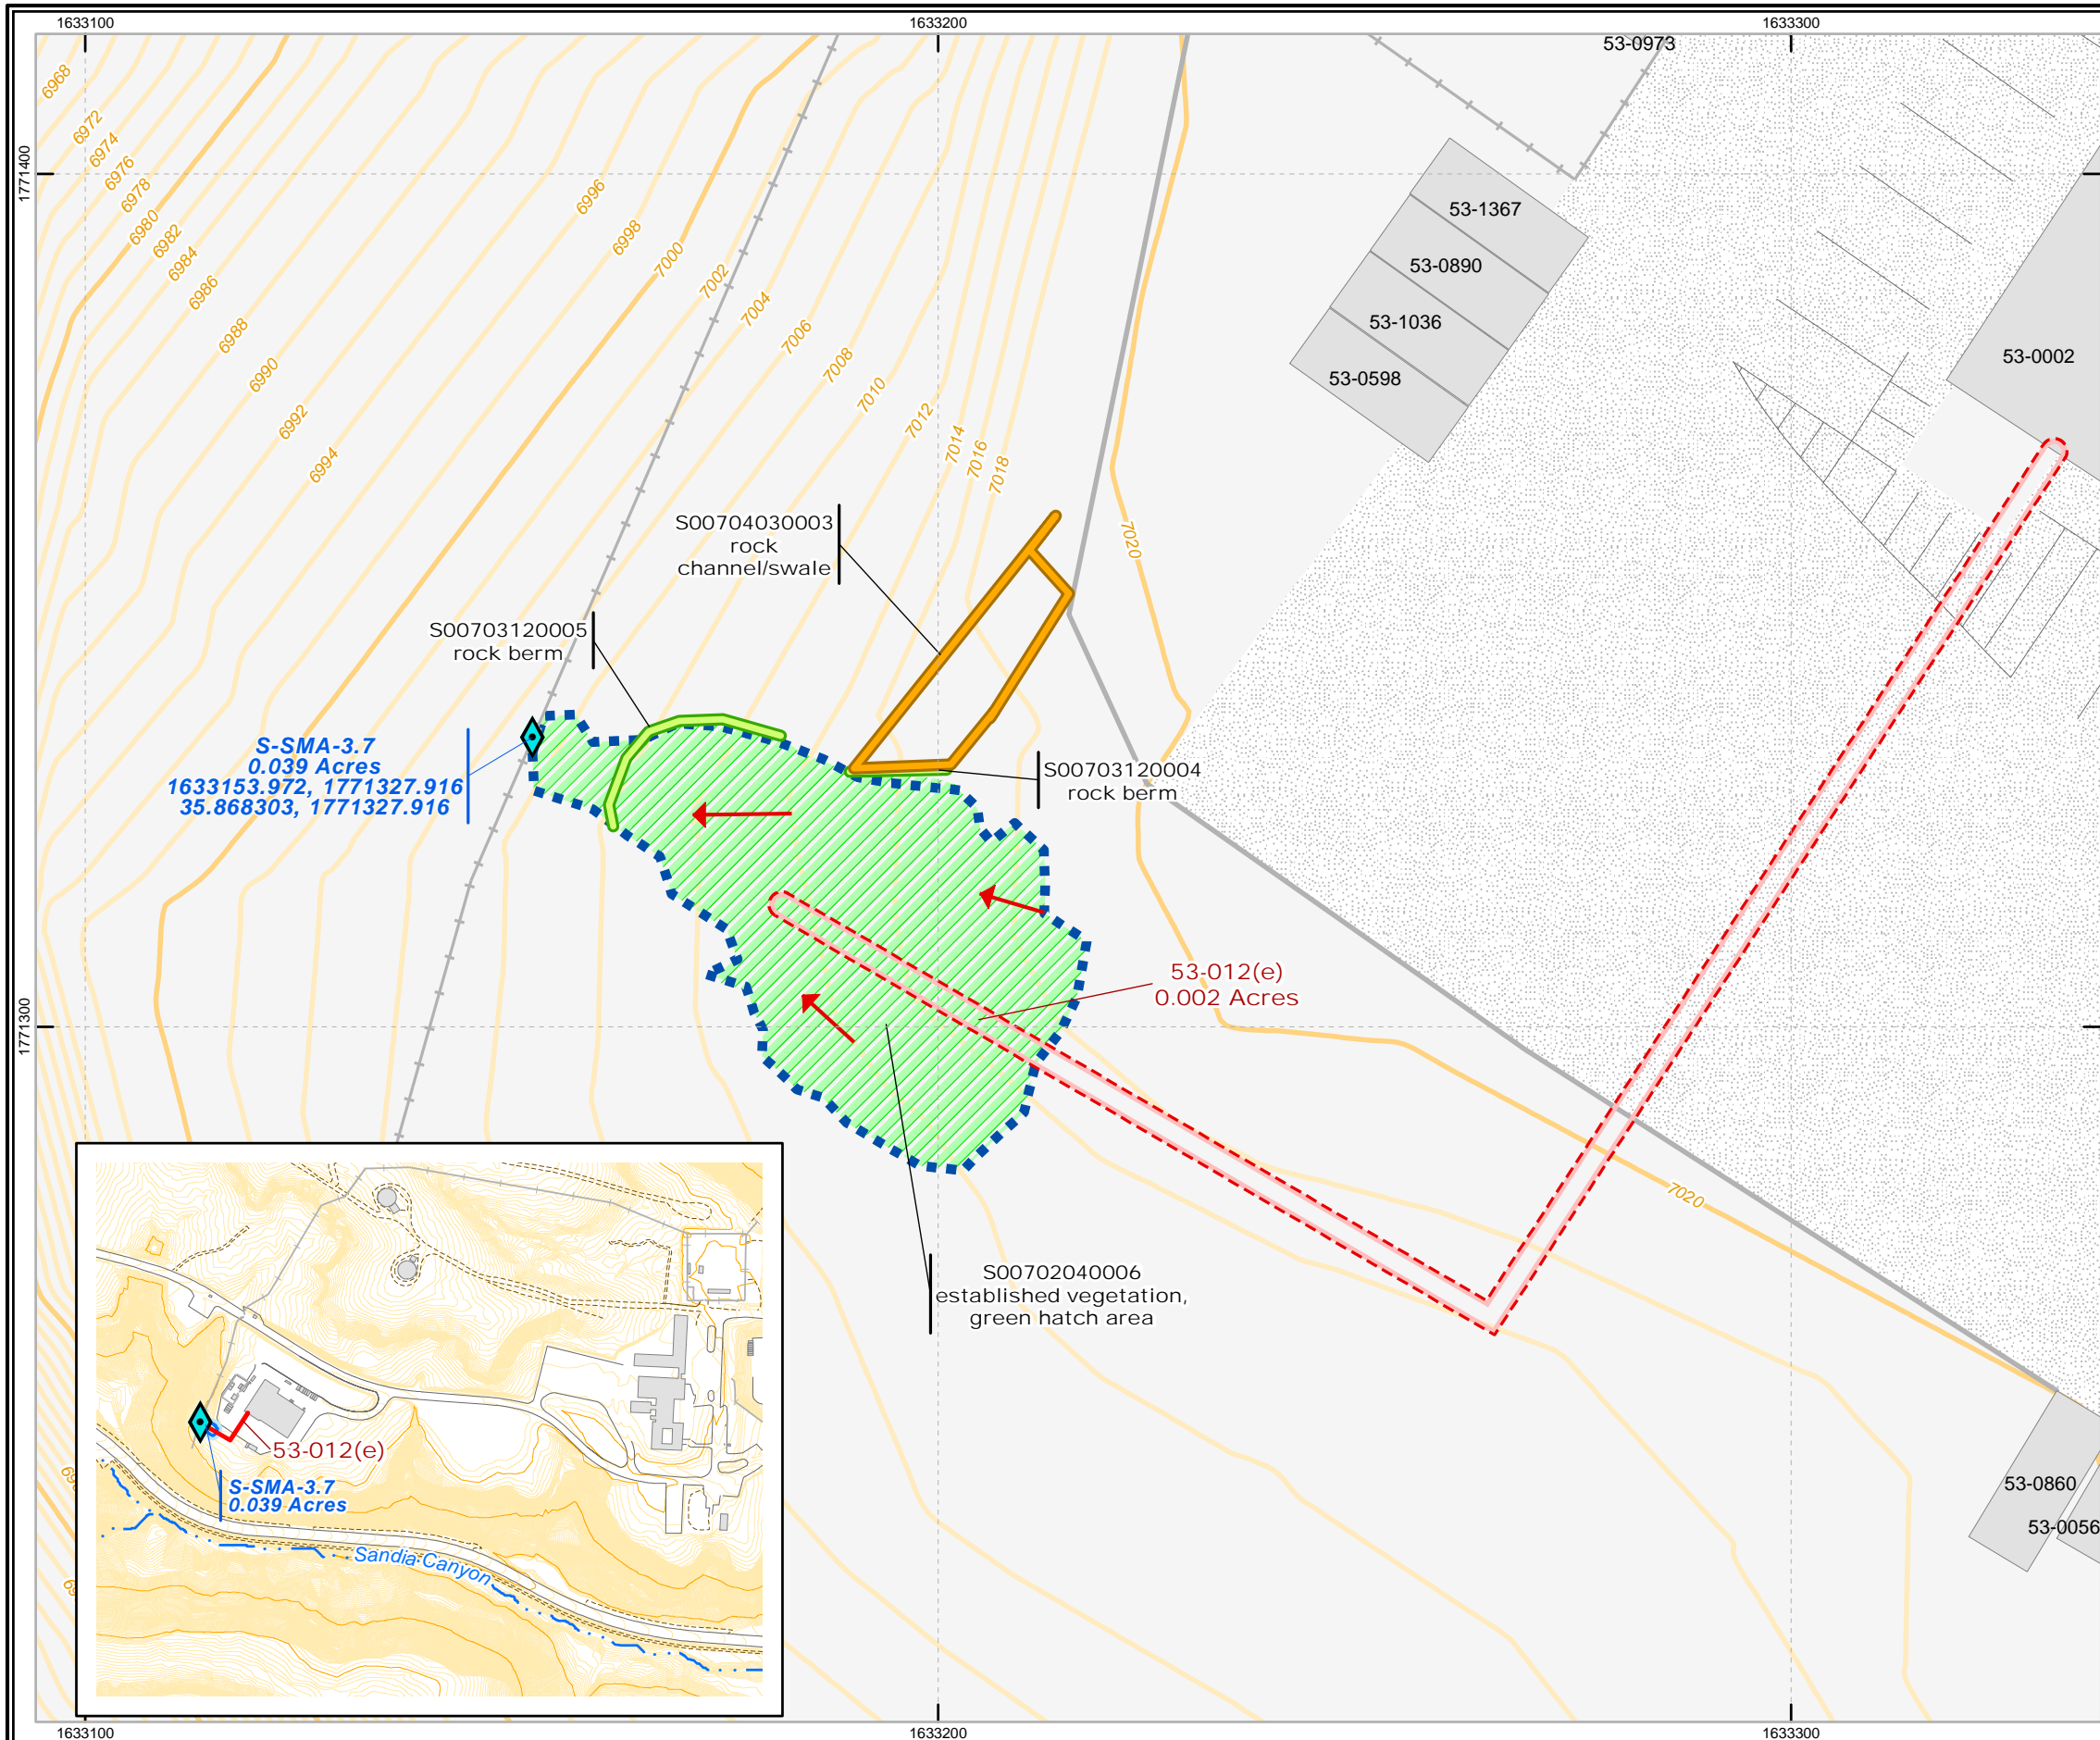 1633100
1633200
1633300
53-0973
1771400
6968
6972
6974
6976
6978
6980
6982
6984
6986
6988
6990
6992
6994
6996
6998
7000
7002
7004
7006
7008
7010
7012
7014
7016
7018
7020
53-1367
53-0890
53-1036
53-0598
53-0002
S00704030003
rock
channel/swale
S00703120005
rock berm
S-SMA-3.7
0.039 Acres
1633153.972, 1771327.916
35.868303, 1771327.916
S00703120004
rock berm
53-012(e)
0.002 Acres
1771300
7020
S00702040006
established vegetation,
green hatch area
53-012(e)
S-SMA-3.7
0.039 Acres
Sandia Canyon
53-0860
53-0056
1633100
1633200
1633300